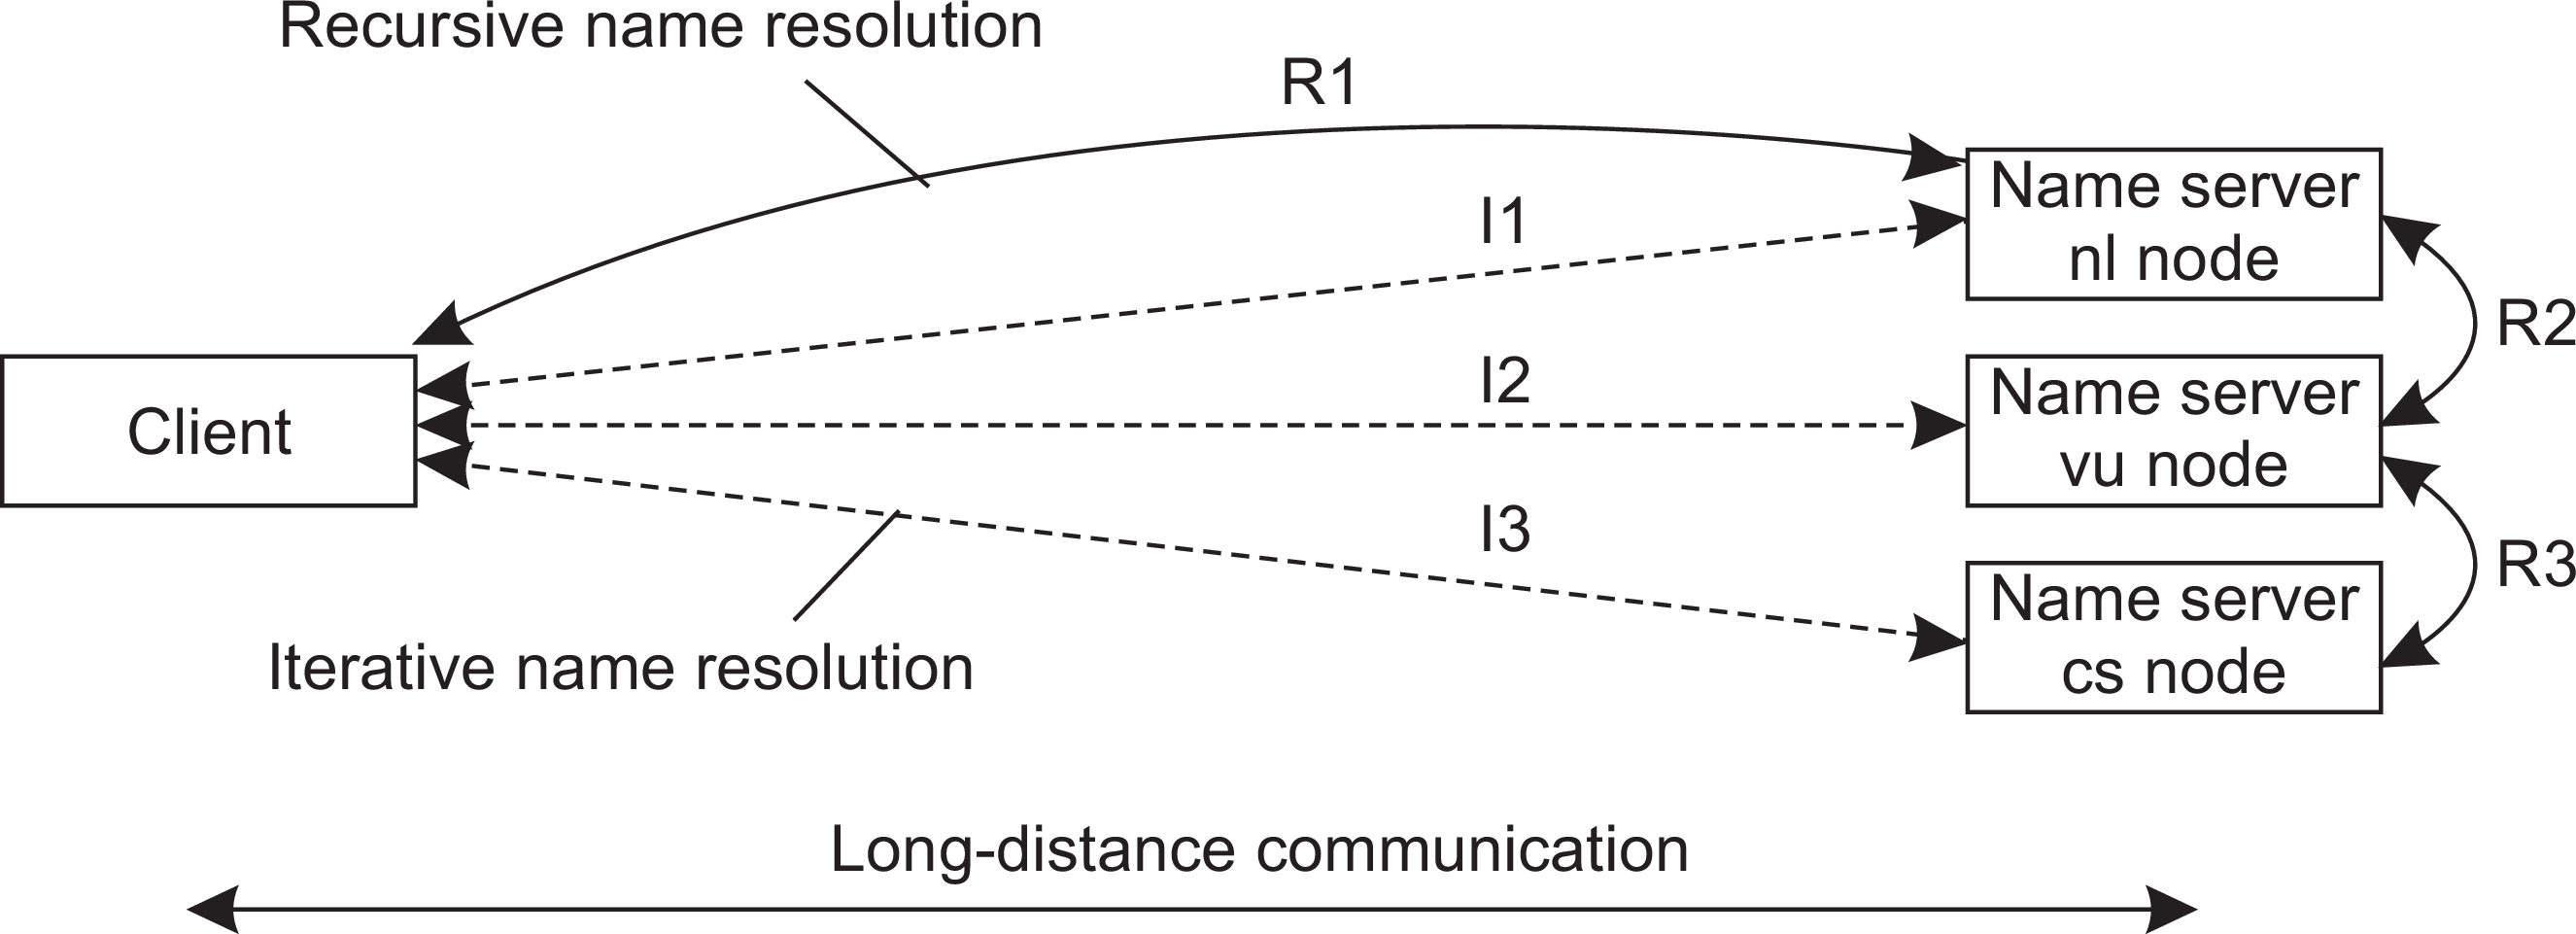 Recursive name resolution
R1
Name server
nl node
I1
R2
I2
Name server
vu node
Client
I3
R3
Name server
cs node
Iterative name resolution
Long-distance communication